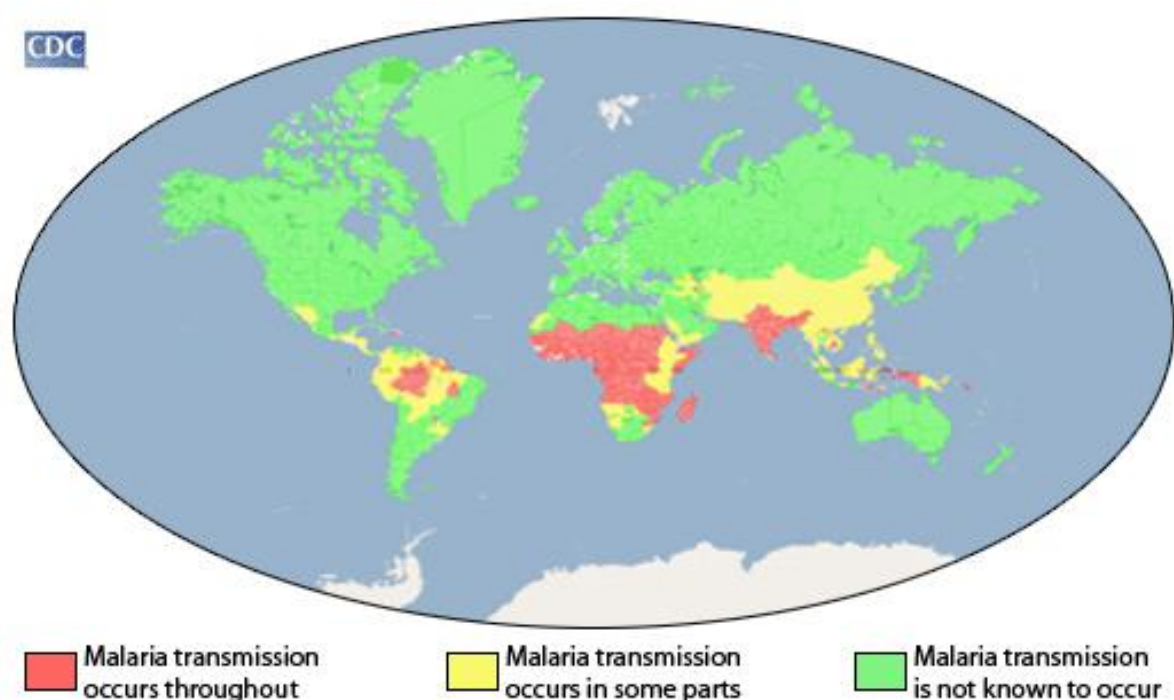 CDC
Malaria transmission
occurs throughout
Malaria transmission
occurs in some parts
Malaria transmission
is not known to occur